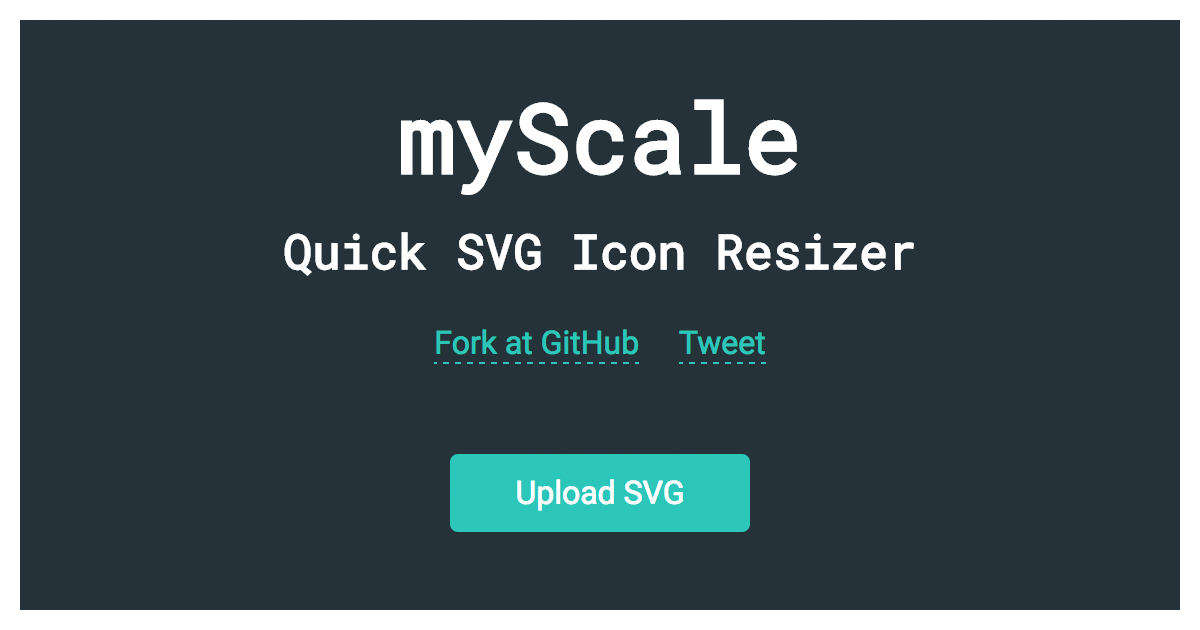 myScale
Quick SVG Icon Resizer
Fork at GitHub Tweet
Upload SVG